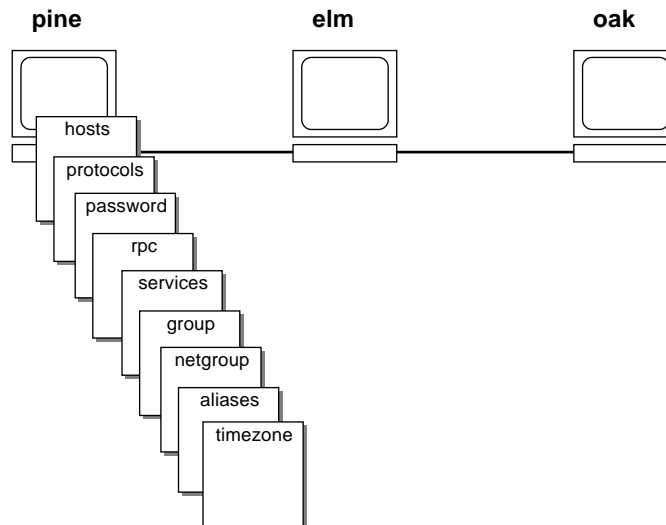 pine elm oak
hosts
protocols
password
rpc
services
group
netgroup
aliases
timezone